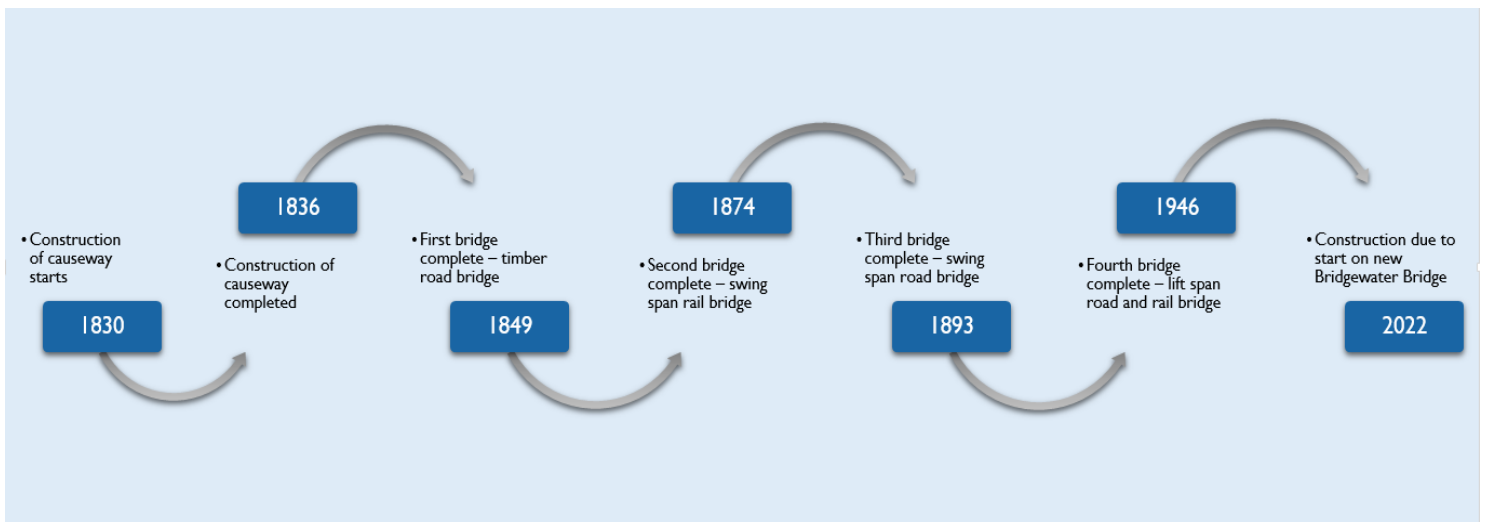 • Construction
of causeway
starts
1830
1836
• Construction of
causeway
completed
• First bridge
complete – timber
road bridge
1849
1874
• Second bridge
complete – swing
span rail bridge
• Third bridge
complete – swing
span road bridge
1893
1946
• Fourth bridge
complete – lift span
road and rail bridge
• Construction due to
start on new
Bridgewater Bridge
2022